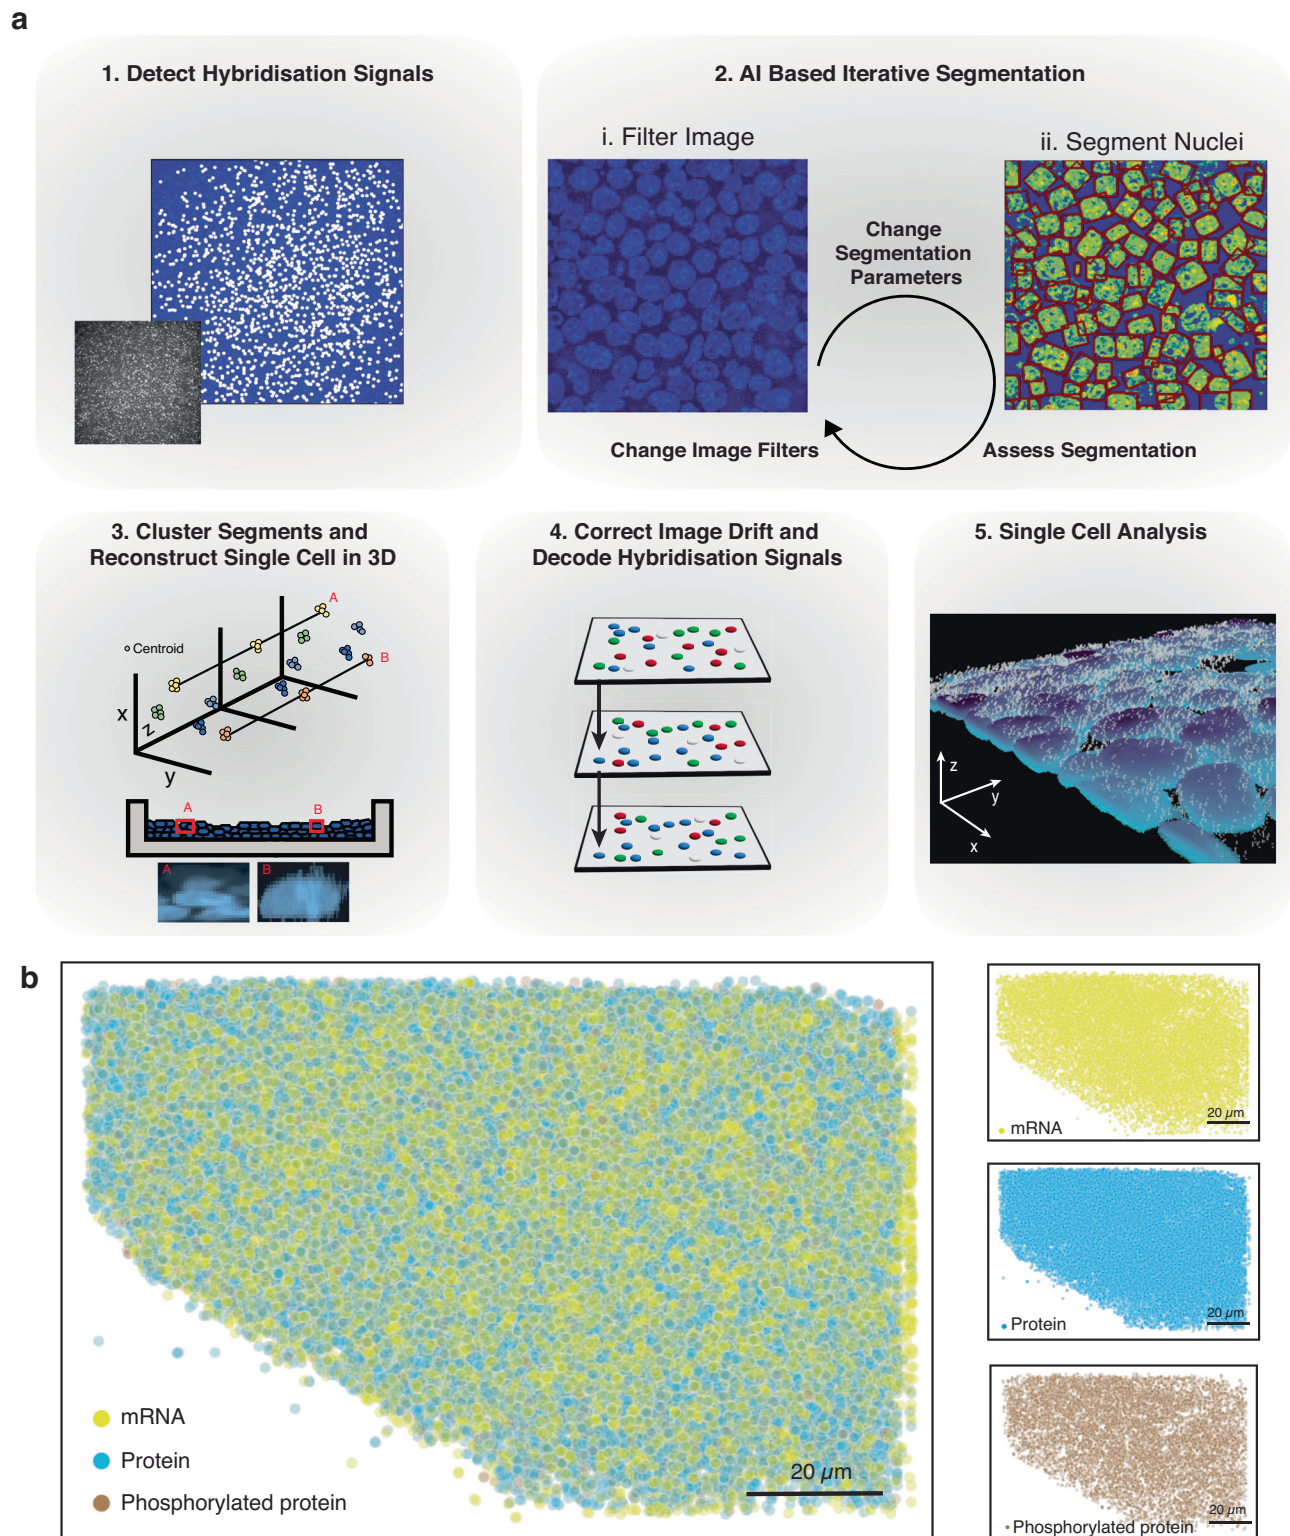 a
1. Detect Hybridisation Signals
2. AI Based Iterative Segmentation
i. Filter Image
ii. Segment Nuclei
Change
Segmentation
Parameters
Change Image Filters
Assess Segmentation
3. Cluster Segments and
Reconstruct Single Cell in 3D
A
Centroid
B
x
z
y
A
B
A
B
4. Correct Image Drift and
Decode Hybridisation Signals
5. Single Cell Analysis
z
y
x
b
mRNA
Protein
Phosphorylated protein
20 µm
20 µm
mRNA
20 µm
Protein
20 µm
Phosphorylated protein